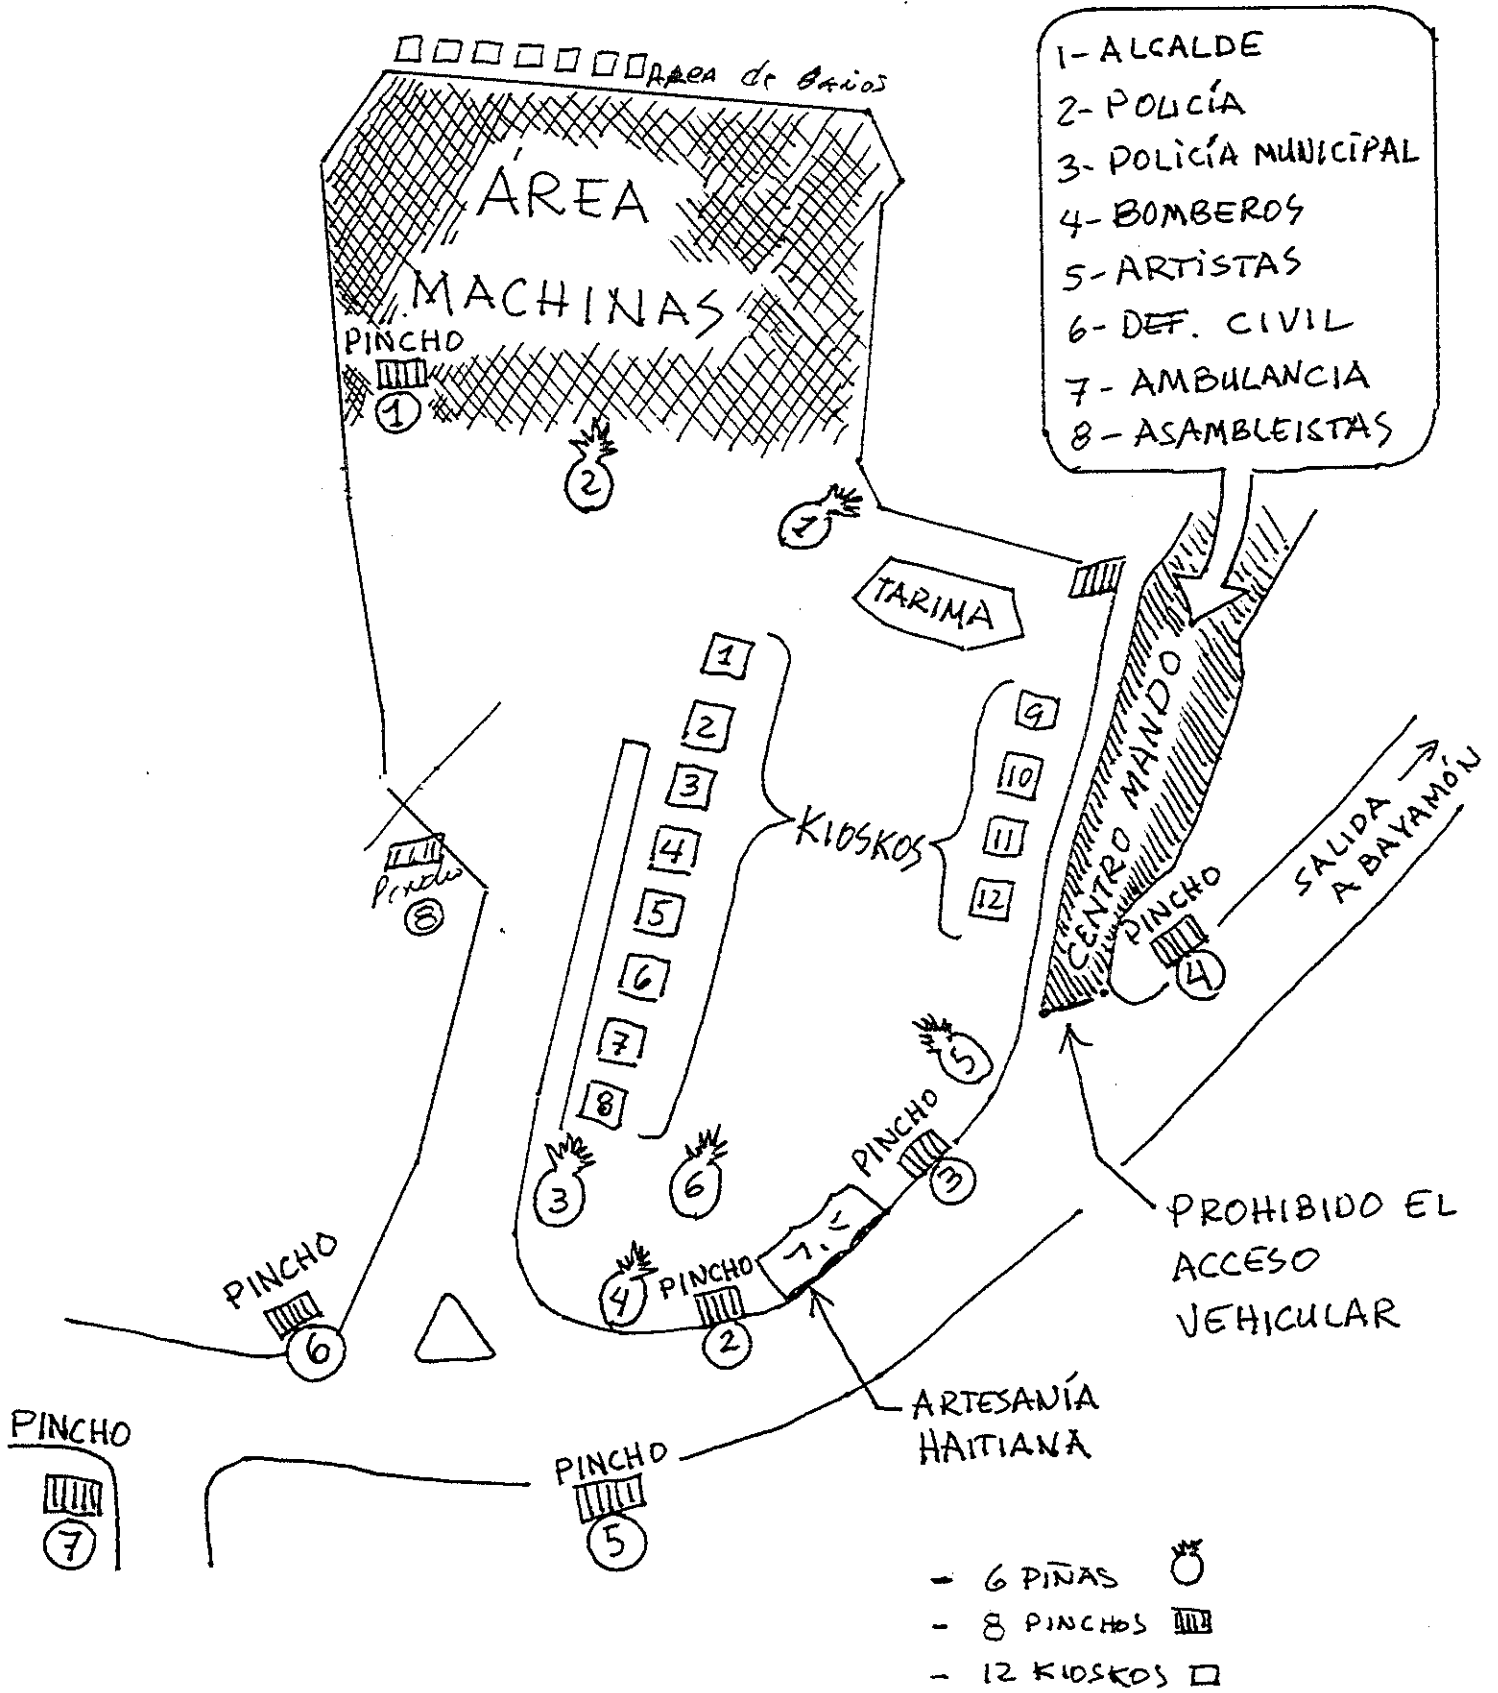 AREA de Baños
ÁREA
MACHINAS
PINCHO
1
2
1
TARIMA
1- ALCALDE
2- POLICÍA
3- POLICÍA MUNICIPAL
4- BOMBEROS
5- ARTISTAS
6- DEF. CIVIL
7- AMBULANCIA
8- ASAMBLEISTAS
CENTRO MANDO
1
2
3
4
5
6
7
8
KIOSKOS
9
10
11
12
Pincho
8
SALIDA →
A BAYAMÓN
PINCHO
4
5
PINCHO
3
3
6
4
PINCHO
2
PROHIBIDO EL
ACCESO
VEHICULAR
ARTESANÍA
HAITIANA
PINCHO
6
PINCHO
7
PINCHO
5
- 6 PIÑAS
- 8 PINCHOS
- 12 KIOSKOS